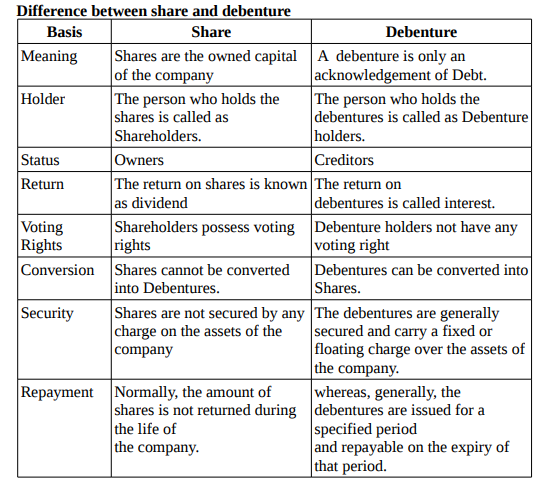 Difference between share and debenture
Basis Share Debenture
Meaning Shares are the owned capital of the company A debenture is only an acknowledgement of Debt.
Holder The person who holds the shares is called as Shareholders. The person who holds the debentures is called as Debenture holders.
Status Owners Creditors
Return The return on shares is known as dividend The return on debentures is called interest.
Voting Rights Shareholders possess voting rights Debenture holders not have any voting right
Conversion Shares cannot be converted into Debentures. Debentures can be converted into Shares.
Security Shares are not secured by any charge on the assets of the company The debentures are generally secured and carry a fixed or floating charge over the assets of the company.
Repayment Normally, the amount of shares is not returned during the life of the company. whereas, generally, the debentures are issued for a specified period and repayable on the expiry of that period.